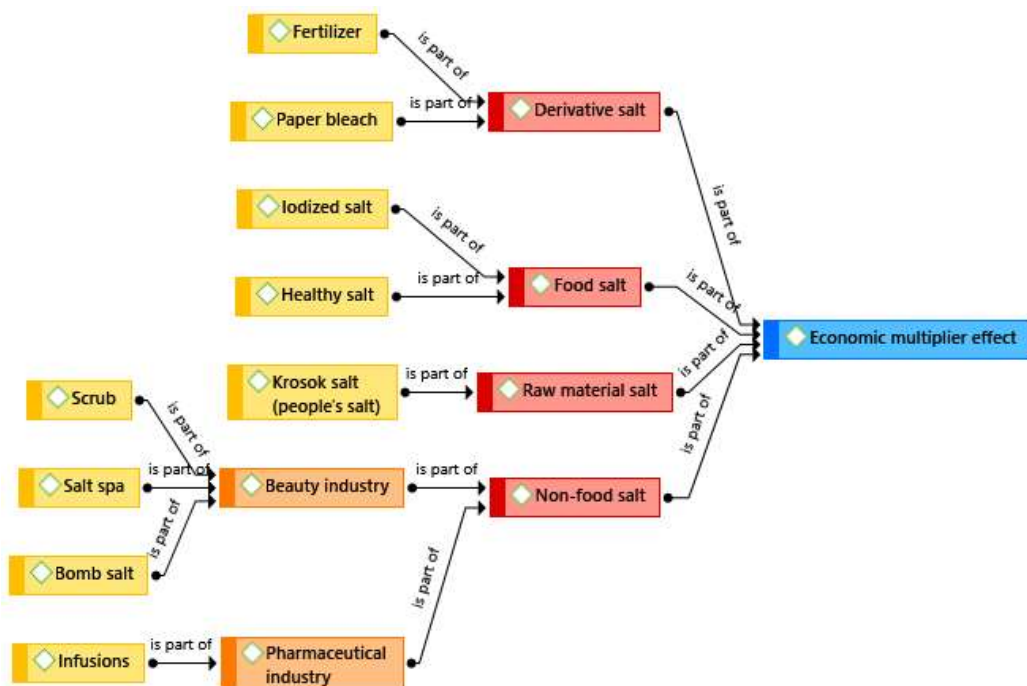 Fertilizer
is part of
Paper bleach
is part of
Derivative salt
is part of
Iodized salt
is part of
Healthy salt
is part of
Food salt
is part of
Economic multiplier effect
Krosok salt
(people's salt)
is part of
Raw material salt
is part of
Scrub
is part of
Salt spa
is part of
Beauty industry
is part of
Non-food salt
is part of
Bomb salt
is part of
Infusions
is part of
Pharmaceutical
industry
is part of